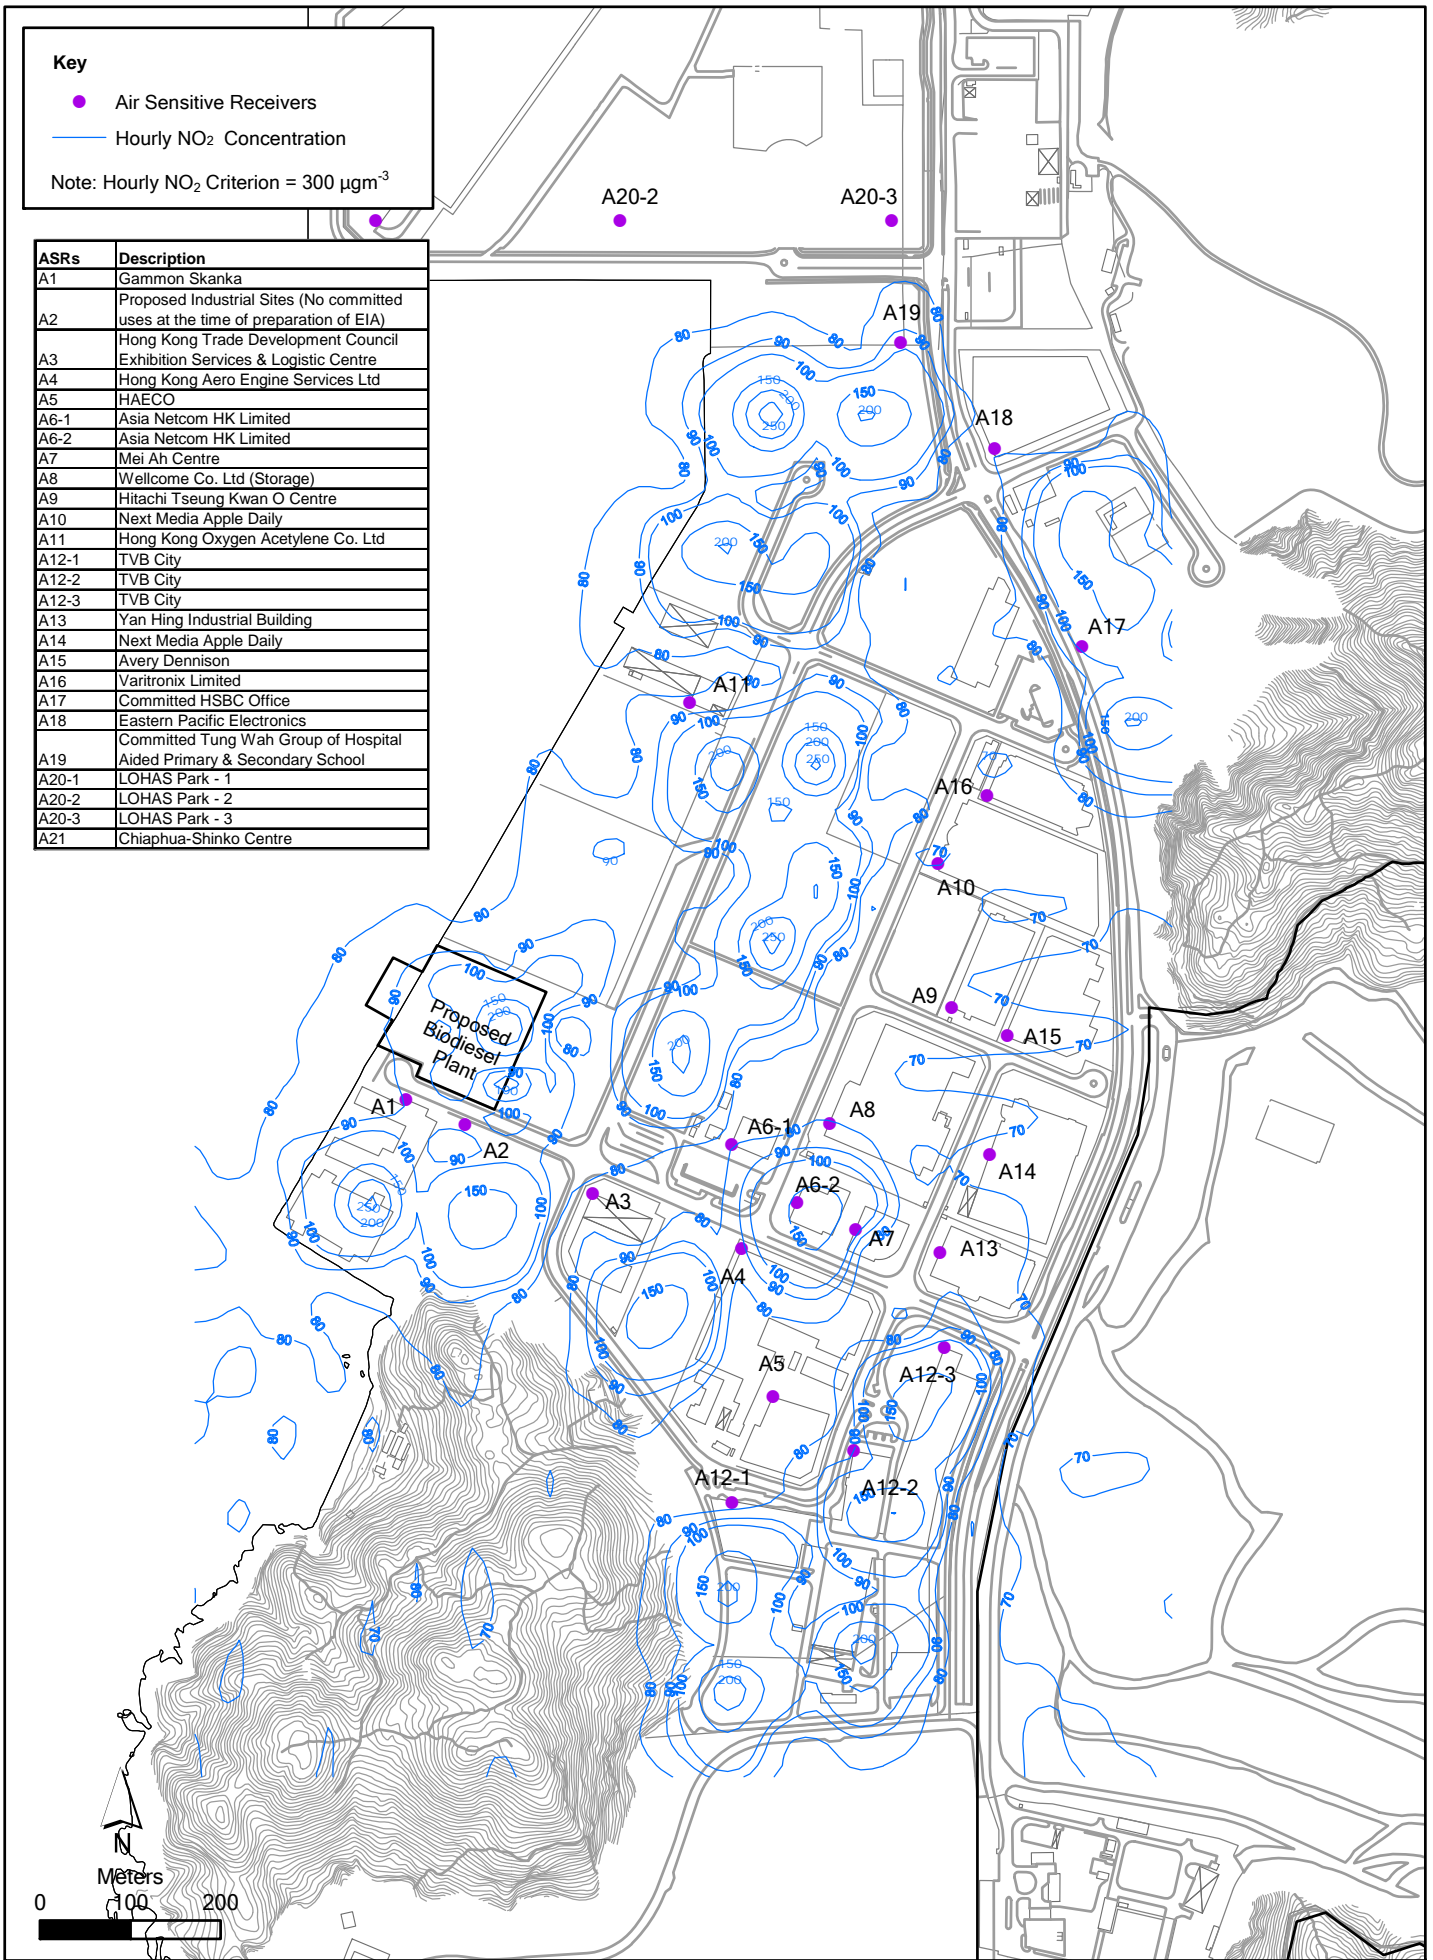 Key
Air Sensitive Receivers
Hourly NO2 Concentration
Note: Hourly NO2 Criterion = 300 µgm-3
ASRs Description
A1 Gammon Skanka
A2 Proposed Industrial Sites (No committed
uses at the time of preparation of EIA)
A3 Hong Kong Trade Development Council
Exhibition Services & Logistic Centre
A4 Hong Kong Aero Engine Services Ltd
A5 HAECO
A6-1 Asia Netcom HK Limited
A6-2 Asia Netcom HK Limited
A7 Mei Ah Centre
A8 Wellcome Co. Ltd (Storage)
A9 Hitachi Tseung Kwan O Centre
A10 Next Media Apple Daily
A11 Hong Kong Oxygen Acetylene Co. Ltd
A12-1 TVB City
A12-2 TVB City
A12-3 TVB City
A13 Yan Hing Industrial Building
A14 Next Media Apple Daily
A15 Avery Dennison
A16 Varitronix Limited
A17 Committed HSBC Office
A18 Eastern Pacific Electronics
A19 Committed Tung Wah Group of Hospital
Aided Primary & Secondary School
A20-1 LOHAS Park - 1
A20-2 LOHAS Park - 2
A20-3 LOHAS Park - 3
A21 Chiaphua-Shinko Centre
A20-2
A20-3
A19
A18
A17
A11
A16
A10
A9
A15
Proposed
Biodiesel
Plant
A1
A2
A6-1
A8
A14
A3
A6-2
A7
A13
A4
A5
A12-3
A12-2
A12-1
N
Meters
0 100 200